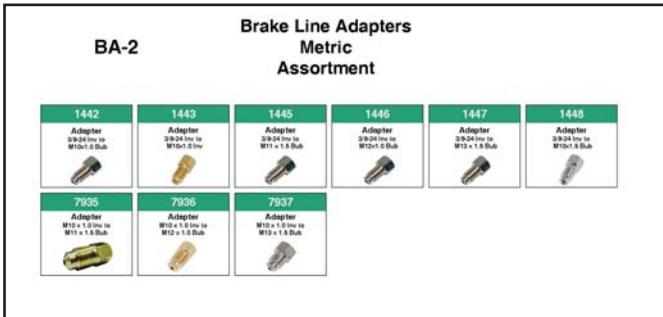 BA-2
Brake Line Adapters
Metric
Assortment
1442
Adapter
3/8-24 Inv to
M10x1.0 Bub
1443
Adapter
3/8-24 Inv to
M10x1.0 Inv
1445
Adapter
3/8-24 Inv to
M11 x 1.5 Bub
1446
Adapter
3/8-24 Inv to
M12x1.0 Bub
1447
Adapter
3/8-24 Inv to
M13 x 1.5 Bub
1448
Adapter
3/8-24 Inv to
M10x1.5 Bub
7935
Adapter
M10 x 1.0 Inv to
M11 x 1.5 Bub
7936
Adapter
M10 x 1.0 Inv to
M12 x 1.0 Bub
7937
Adapter
M10 x 1.0 Inv to
M13 x 1.5 Bub